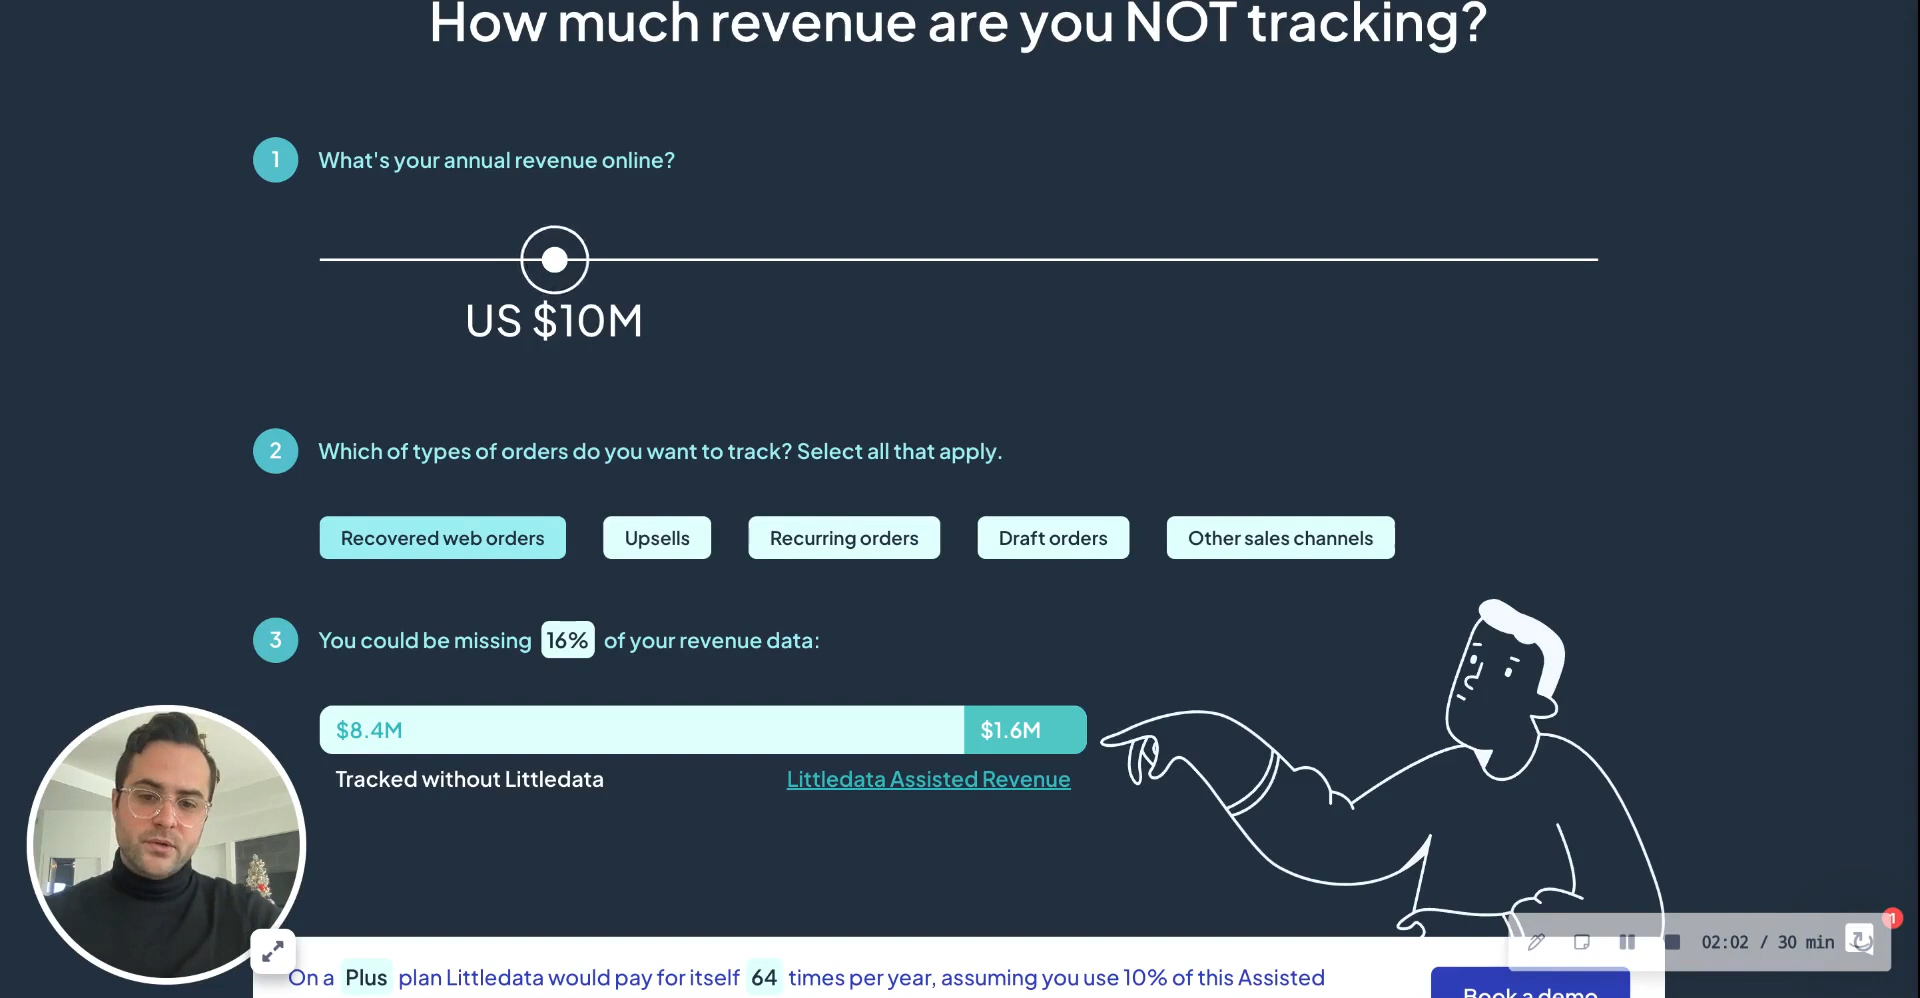 How much revenue are you NOT tracking?
1 What's your annual revenue online?
US $10M
2 Which of types of orders do you want to track? Select all that apply.
Recovered web orders Upsells Recurring orders Draft orders Other sales channels
3 You could be missing 16% of your revenue data:
$8.4M $1.6M
Tracked without Littledata Littledata Assisted Revenue
1
02:02 / 30 min
On a Plus plan Littledata would pay for itself 64 times per year, assuming you use 10% of this Assisted
Book a demo